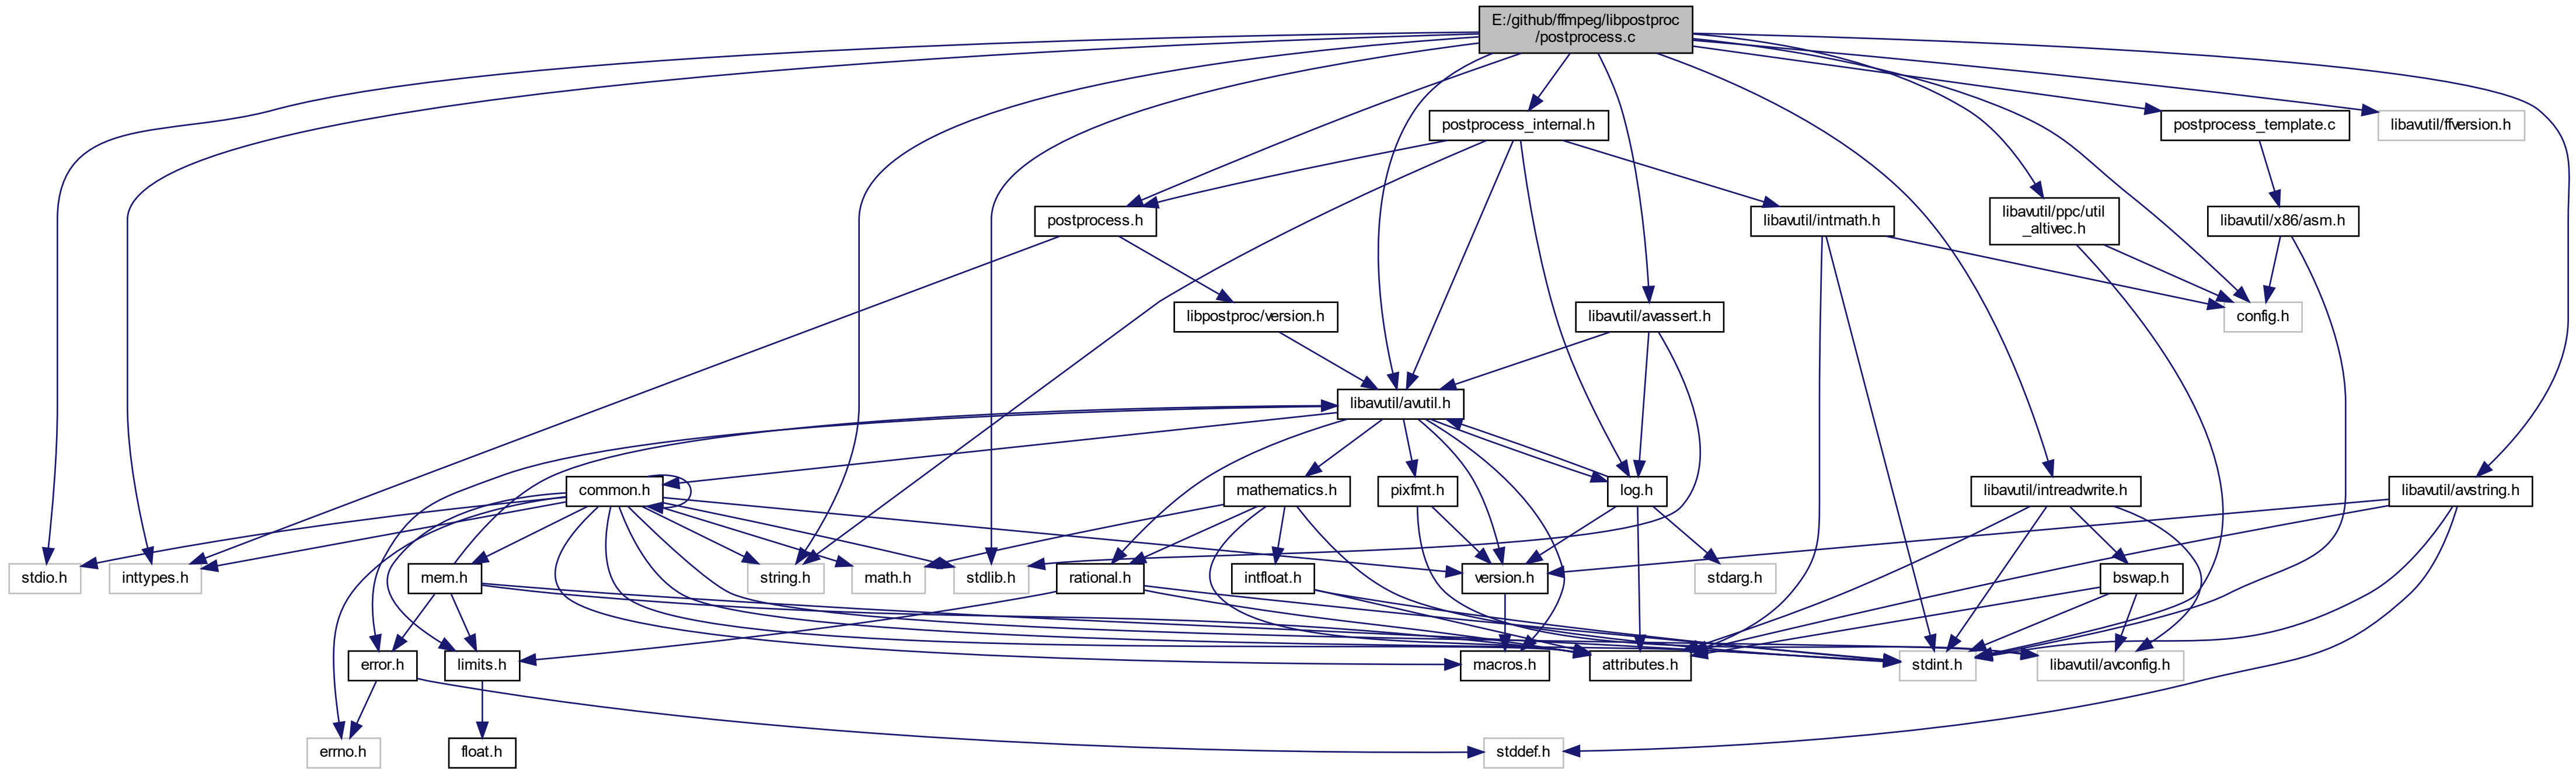 E:/github/ffmpeg/libpostproc
/postprocess.c
postprocess_internal.h
postprocess_template.c
libavutil/ffversion.h
postprocess.h
libavutil/intmath.h
libavutil/ppc/util
_altivec.h
libavutil/x86/asm.h
libpostproc/version.h
libavutil/avassert.h
config.h
libavutil/avutil.h
common.h
mathematics.h
pixfmt.h
log.h
libavutil/intreadwrite.h
libavutil/avstring.h
stdio.h
inttypes.h
mem.h
string.h
math.h
stdlib.h
rational.h
intfloat.h
version.h
stdarg.h
bswap.h
error.h
limits.h
macros.h
attributes.h
stdint.h
libavutil/avconfig.h
errno.h
float.h
stddef.h